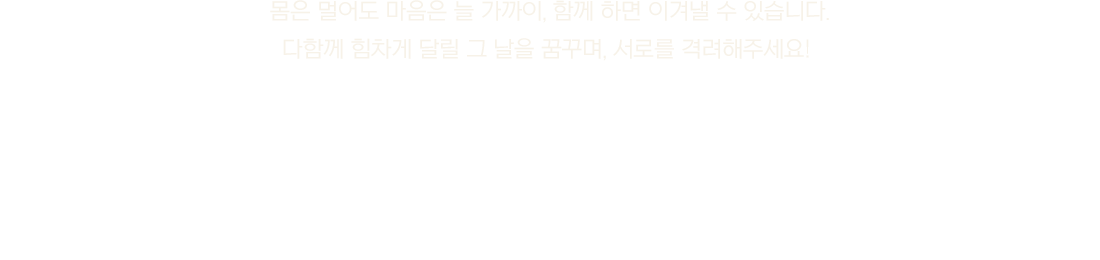 몸은 멀어도 마음은 늘 가까이, 함께 하면 이겨낼 수 있습니다.
다함께 힘차게 달릴 그 날을 꿈꾸며, 서로를 격려해주세요!